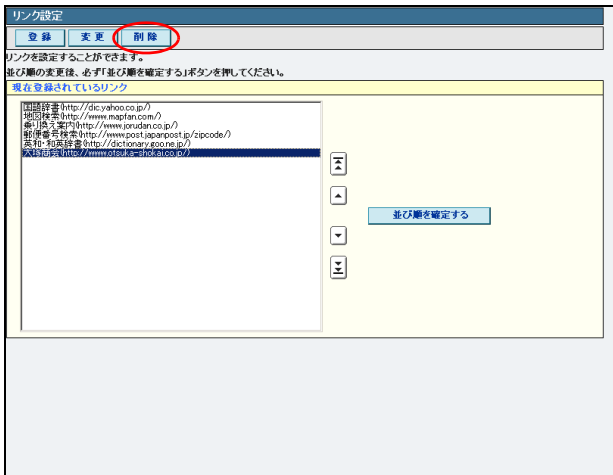 リンク設定
登録 変更 削除
リンクを設定することができます。
並び順の変更後、必ず「並び順を確定する」ボタンを押してください。
現在登録されているリンク
国語辞書(http://dic.yahoo.co.jp/)
地図検索(http://www.mapfan.com/)
乗り換え案内(http://www.jorudan.co.jp/)
郵便番号検索(http://www.post.japanpost.jp/zipcode/)
英和・和英辞書(http://dictionary.goo.ne.jp/)
大塚商会(http://www.otsuka-shokai.co.jp/)
並び順を確定する